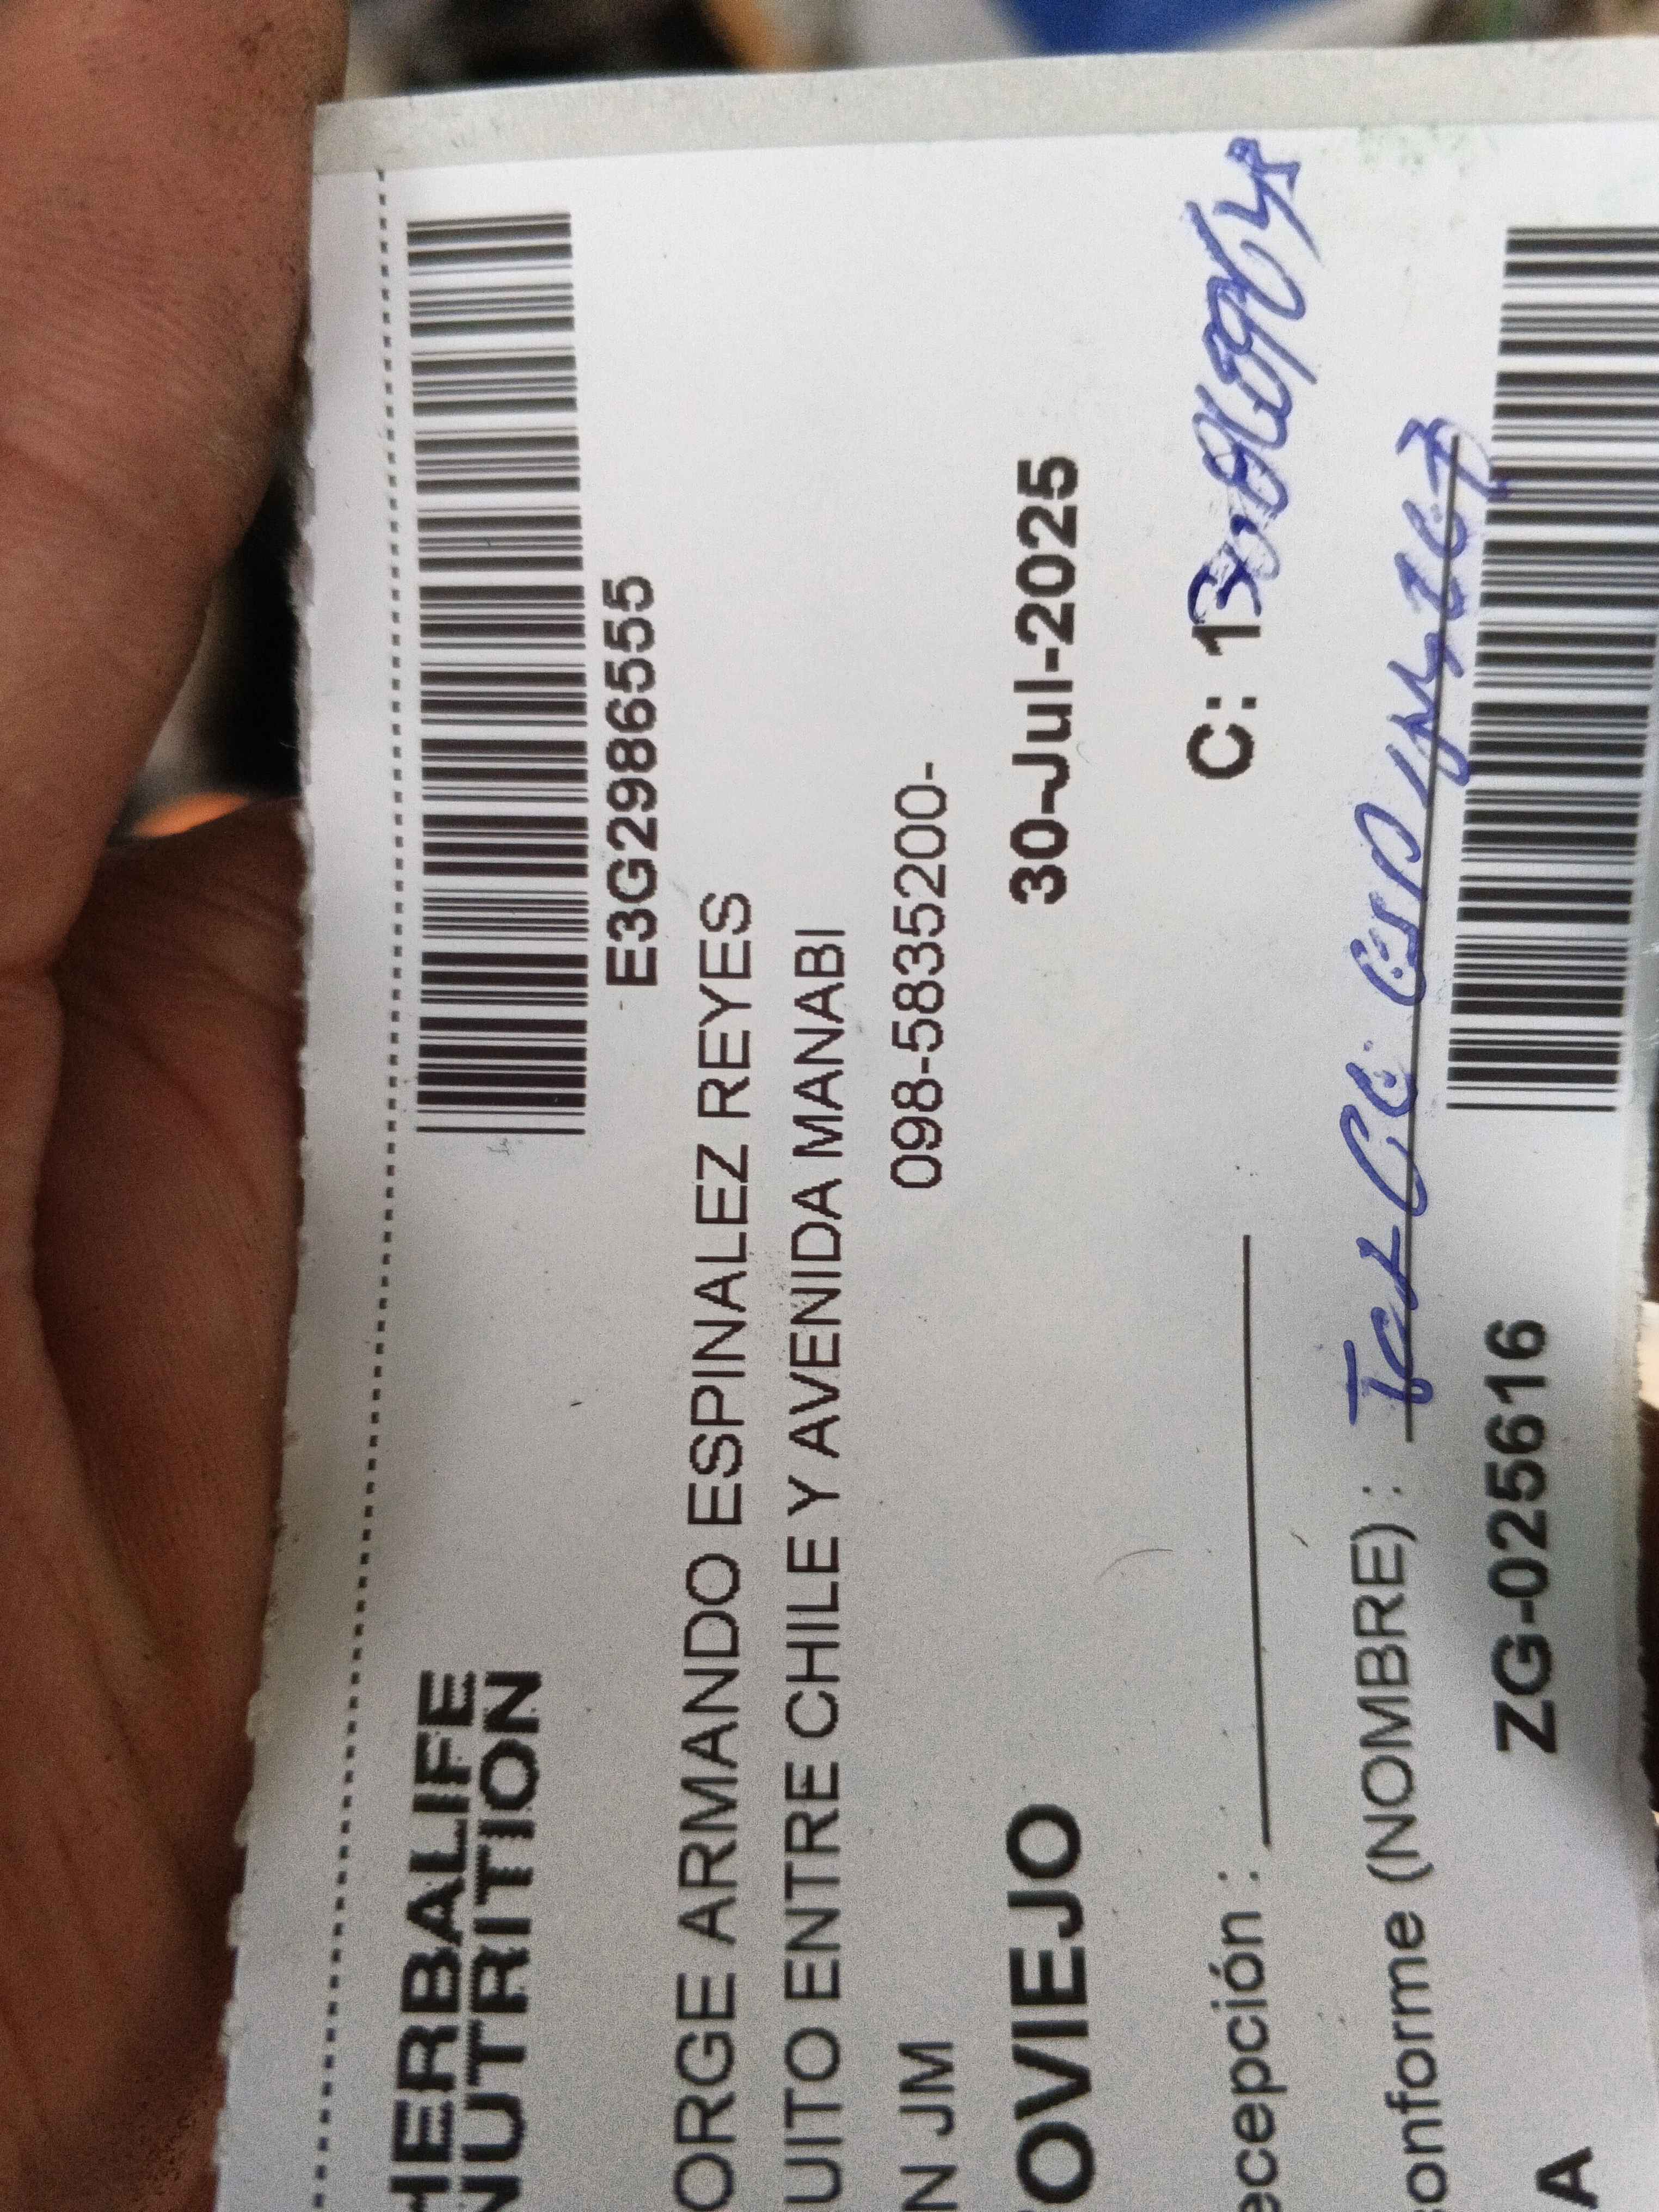 HERBALIFE
NUTRITION
E3G2986555
ORGE ARMANDO ESPINALEZ REYES
UITO ENTRE CHILE Y AVENIDA MANABI
N JM 098-5835200-
OVIEJO 30-Jul-2025
ecepción : C: 1
onforme (NOMBRE) :
A ZG-025616